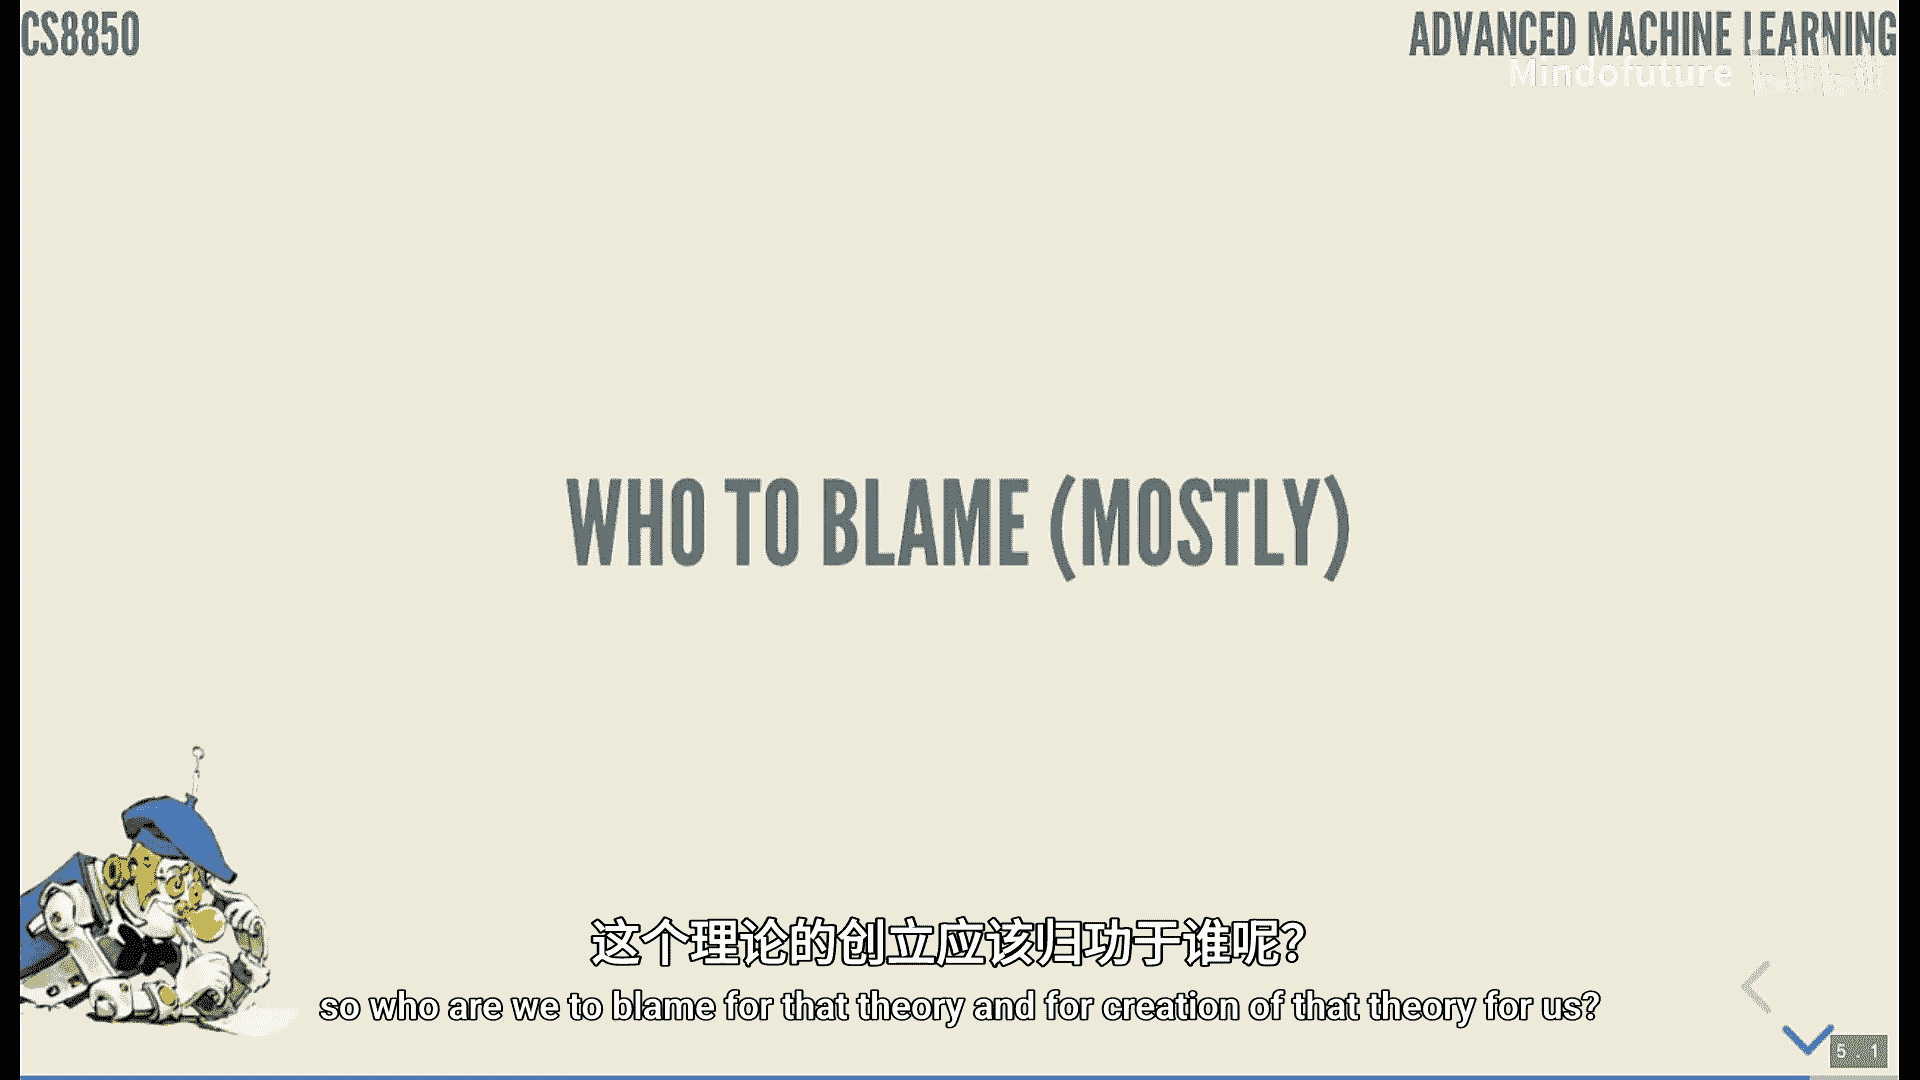 CS8850
ADVANCED MACHINE LEARNING
Mindofuture bilibili
WHO TO BLAME (MOSTLY)
这个理论的创立应该归功于谁呢?
so who are we to blame for that theory and for creation of that theory for us?
5.1